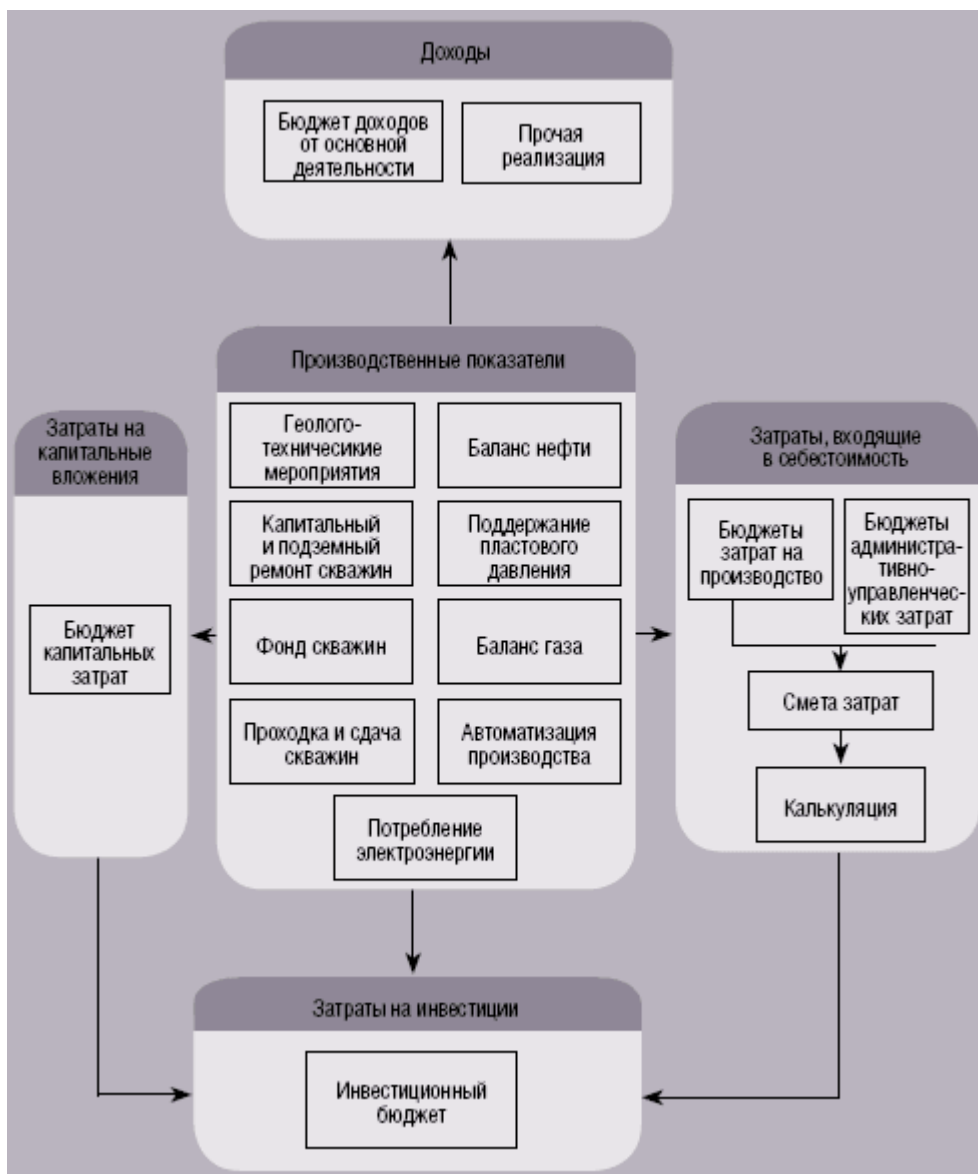 Доходы
Бюджет доходов
от основной
деятельности
Прочая
реализация
Производственные показатели
Геолого-
техничесикие
мероприятия
Баланс нефти
Капитальный
и подземный
ремонт скважин
Поддержание
пластового
давления
Фонд скважин
Баланс газа
Проходка и сдача
скважин
Автоматизация
производства
Потребление
электроэнергии
Затраты на
капитальные
вложения
Бюджет
капитальных
затрат
Затраты, входящие
в себестоимость
Бюджеты
затрат на
производство
Бюджеты
администра-
тивно-
управленчес-
ких затрат
Смета затрат
Калькуляция
Затраты на инвестиции
Инвестиционный
бюджет